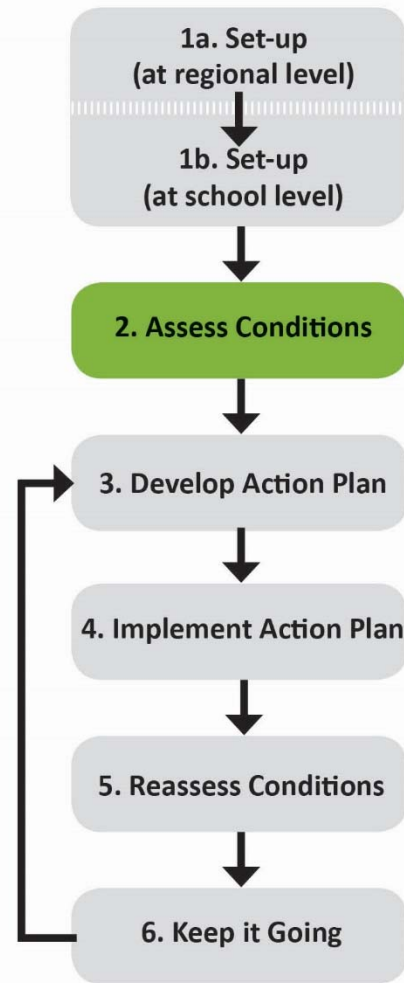 1a. Set-up
(at regional level)
1b. Set-up
(at school level)
2. Assess Conditions
3. Develop Action Plan
4. Implement Action Plan
5. Reassess Conditions
6. Keep it Going